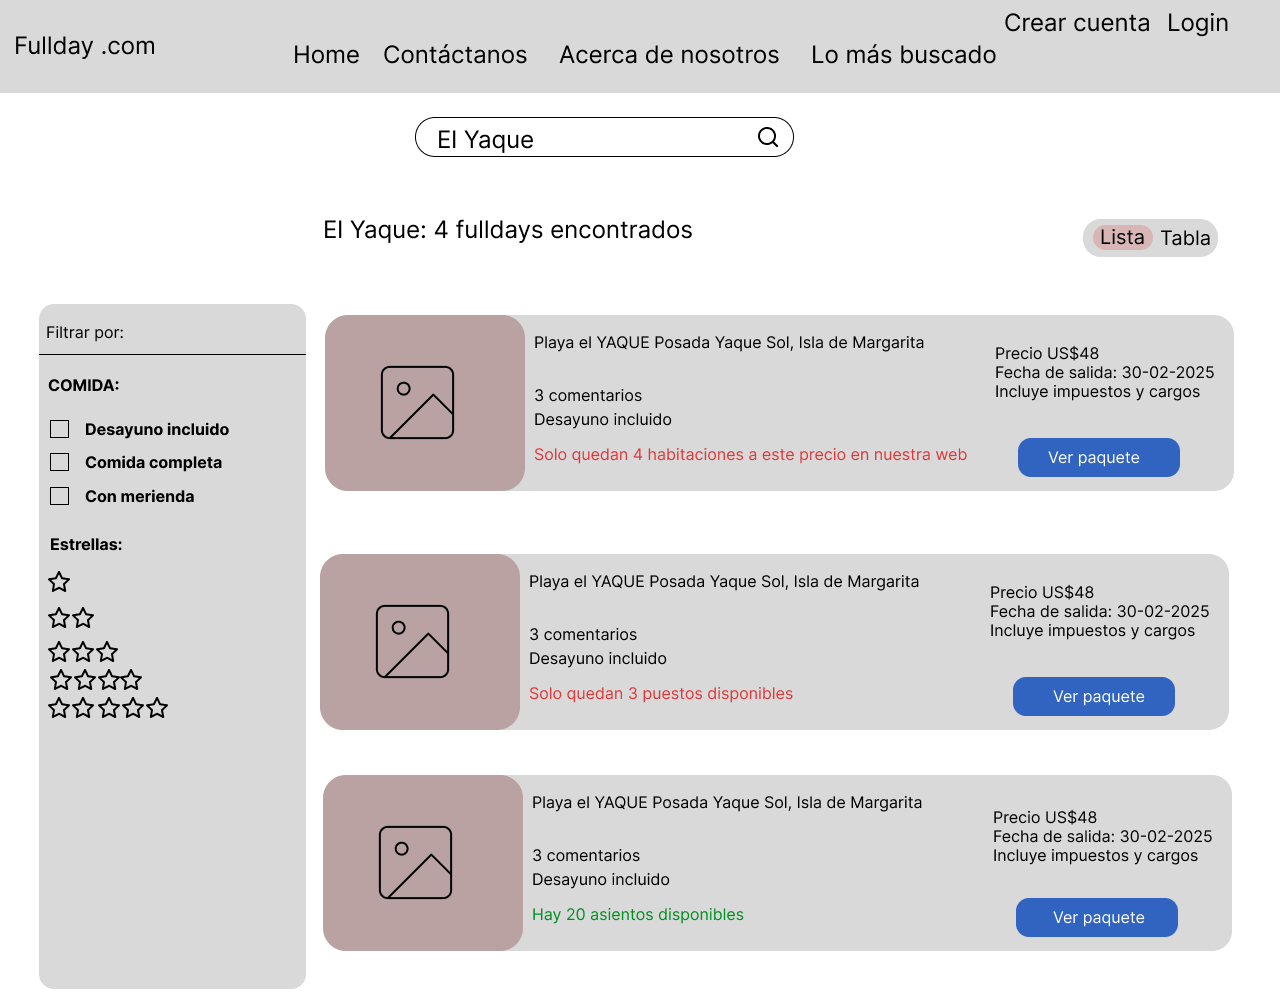 Fullday .com
Home Contáctanos Acerca de nosotros Lo más buscado
Crear cuenta Login
El Yaque
El Yaque: 4 fulldays encontrados
Lista Tabla
Filtrar por:
COMIDA:
Desayuno incluido
Comida completa
Con merienda
Estrellas:
Playa el YAQUE Posada Yaque Sol, Isla de Margarita
3 comentarios
Desayuno incluido
Solo quedan 4 habitaciones a este precio en nuestra web
Precio US$48
Fecha de salida: 30-02-2025
Incluye impuestos y cargos
Ver paquete
Playa el YAQUE Posada Yaque Sol, Isla de Margarita
3 comentarios
Desayuno incluido
Solo quedan 3 puestos disponibles
Precio US$48
Fecha de salida: 30-02-2025
Incluye impuestos y cargos
Ver paquete
Playa el YAQUE Posada Yaque Sol, Isla de Margarita
3 comentarios
Desayuno incluido
Hay 20 asientos disponibles
Precio US$48
Fecha de salida: 30-02-2025
Incluye impuestos y cargos
Ver paquete